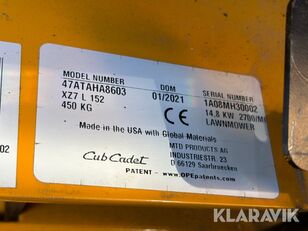 MODEL NUMBER DOM SERIAL NUMBER
47ATAHA8603 01/2021 1A08MH30002
XZ7 L 152 14,8 KW 2700/M
450 KG LAWNMOWER
CE
Made in the USA with Global Materials
MTD PRODUCTS AG
INDUSTRIESTR. 23
D 66129 Saarbruecken
Cub Cadet
PATENT - www.OPEpatents.com
02
KLARAVIK